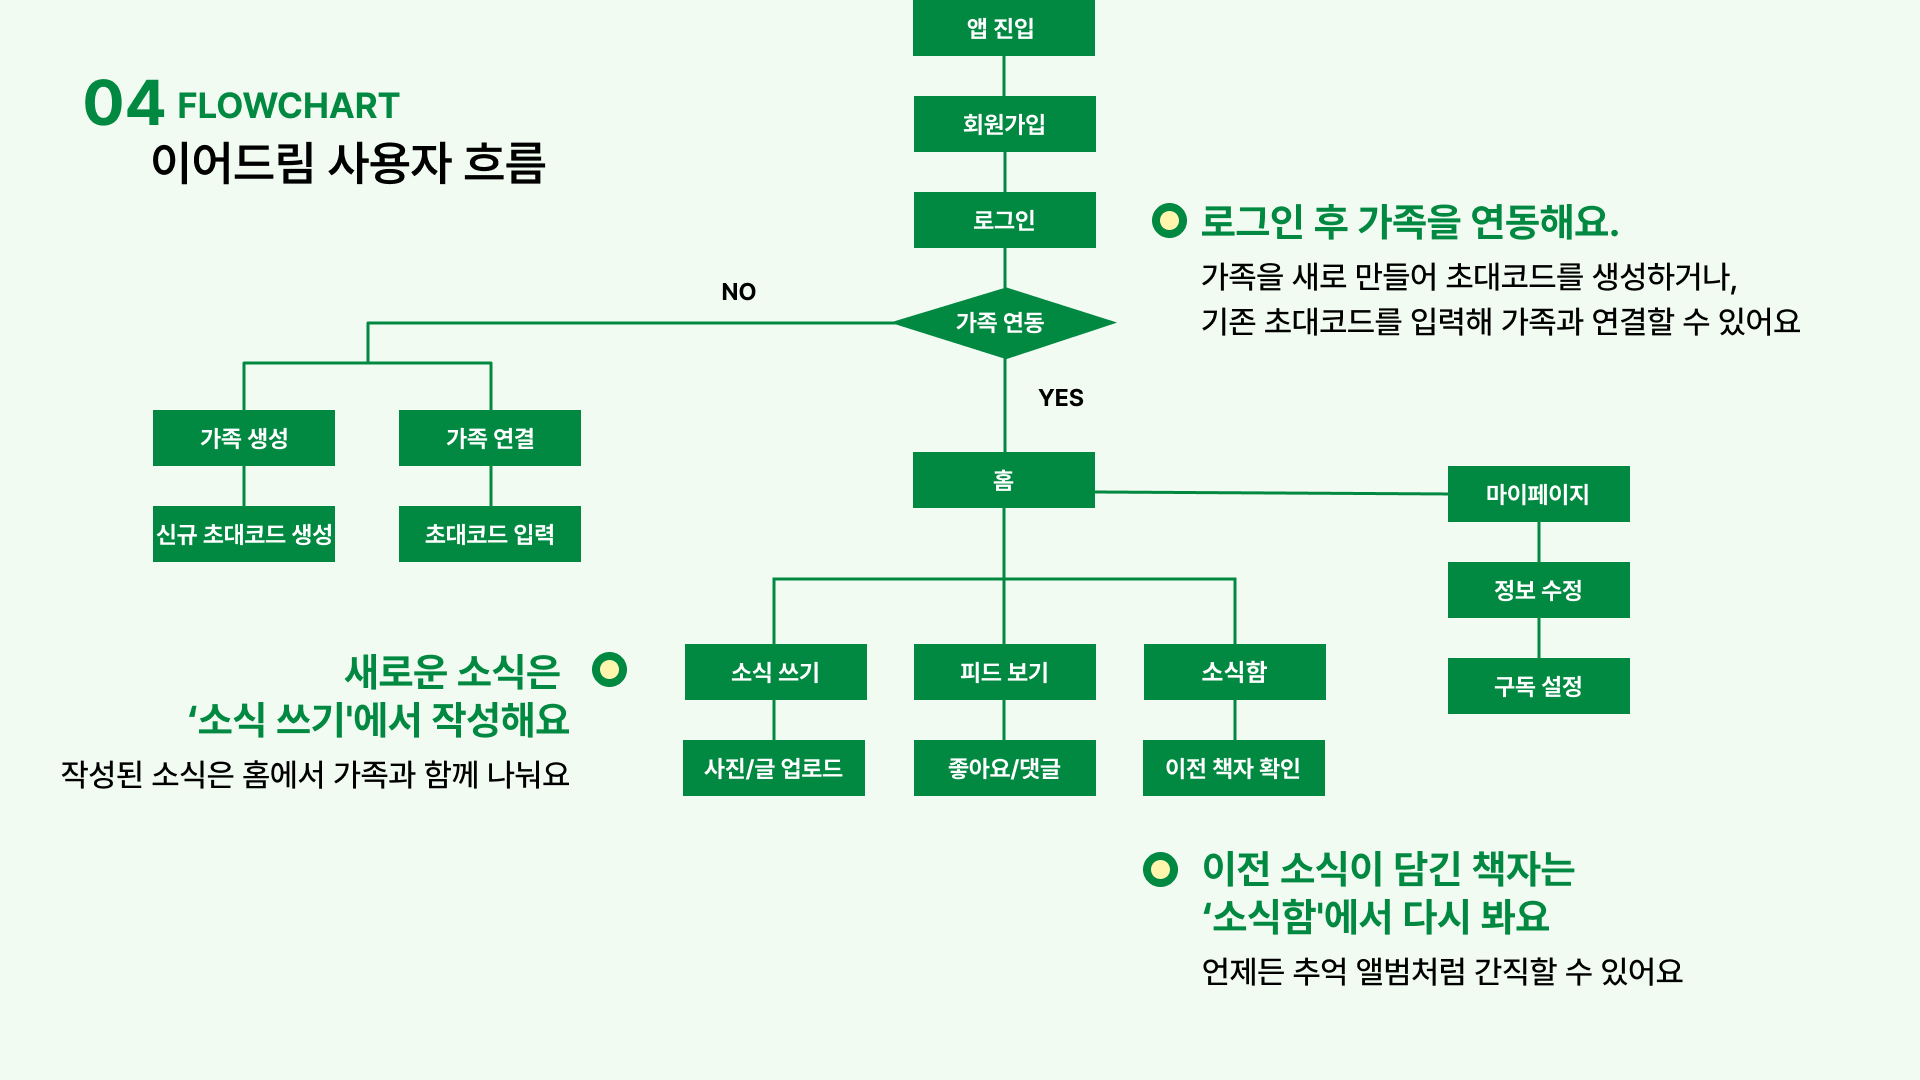 04 FLOWCHART
이어드림 사용자 흐름
앱 진입
회원가입
로그인
로그인 후 가족을 연동해요.
가족을 새로 만들어 초대코드를 생성하거나,
기존 초대코드를 입력해 가족과 연결할 수 있어요
NO
가족 연동
YES
가족 생성
가족 연결
홈
마이페이지
신규 초대코드 생성
초대코드 입력
정보 수정
구독 설정
새로운 소식은
‘소식 쓰기'에서 작성해요
작성된 소식은 홈에서 가족과 함께 나눠요
소식 쓰기
피드 보기
소식함
사진/글 업로드
좋아요/댓글
이전 책자 확인
이전 소식이 담긴 책자는
‘소식함'에서 다시 봐요
언제든 추억 앨범처럼 간직할 수 있어요